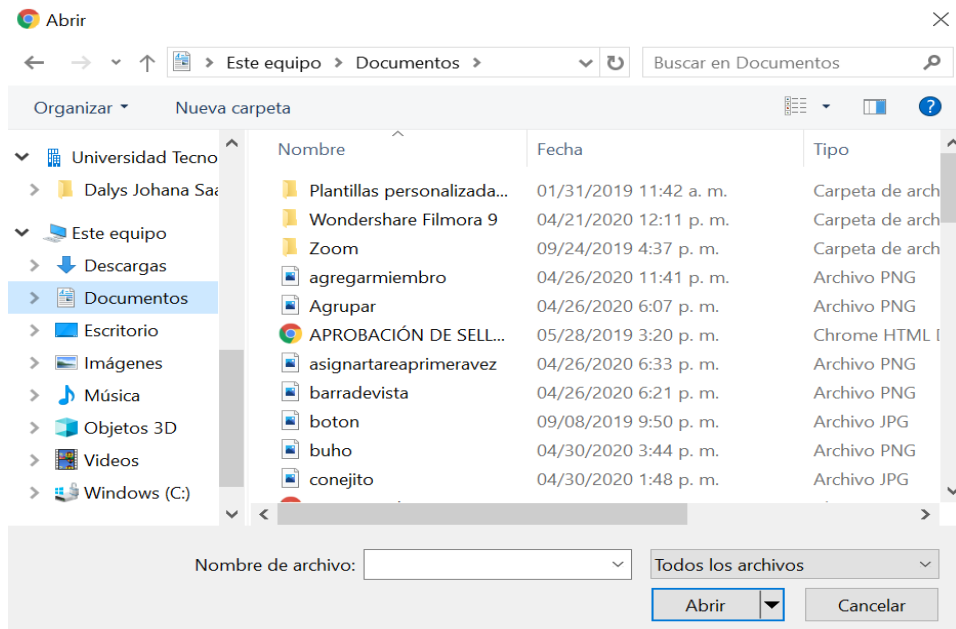 Abrir
Este equipo > Documentos >
Buscar en Documentos
Organizar
Nueva carpeta
Universidad Tecno
Dalys Johana Saa
Este equipo
Descargas
Documentos
Escritorio
Imágenes
Música
Objetos 3D
Videos
Windows (C:)
Nombre Fecha Tipo
Plantillas personalizada... 01/31/2019 11:42 a. m. Carpeta de arch
Wondershare Filmora 9 04/21/2020 12:11 p. m. Carpeta de arch
Zoom 09/24/2019 4:37 p. m. Carpeta de arch
agregarmiembro 04/26/2020 11:41 p. m. Archivo PNG
Agrupar 04/26/2020 6:07 p. m. Archivo PNG
APROBACIÓN DE SELL... 05/28/2019 3:20 p. m. Chrome HTML D
asignartareaprimeravez 04/26/2020 6:33 p. m. Archivo PNG
barradevista 04/26/2020 6:21 p. m. Archivo PNG
boton 09/08/2019 9:50 p. m. Archivo JPG
buho 04/30/2020 3:44 p. m. Archivo PNG
conejito 04/30/2020 1:48 p. m. Archivo JPG
Nombre de archivo:
Todos los archivos
Abrir
Cancelar